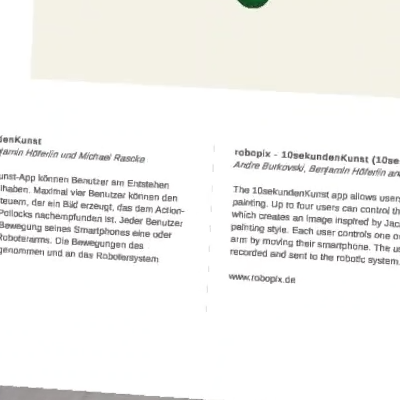 denKunst
jamin Höferlin und Michael Raschke
unst-App können Benutzer am Entstehen
lhaben. Maximal vier Benutzer können den
teuern, der ein Bild erzeugt, das dem Action-
Pollocks nachempfunden ist. Jeder Benutzer
Bewegung seines Smartphones eine oder
Roboterarms. Die Bewegungen des
genommen und an das Robotersystem
robopix - 10sekundenKunst (10se
Andre Burkovski, Benjamin Höferlin an
The 10sekundenKunst app allows users
painting. Up to four users can control th
which creates an image inspired by Jac
painting style. Each user controls one o
arm by moving their smartphone. The u
recorded and sent to the robotic system.
www.robopix.de